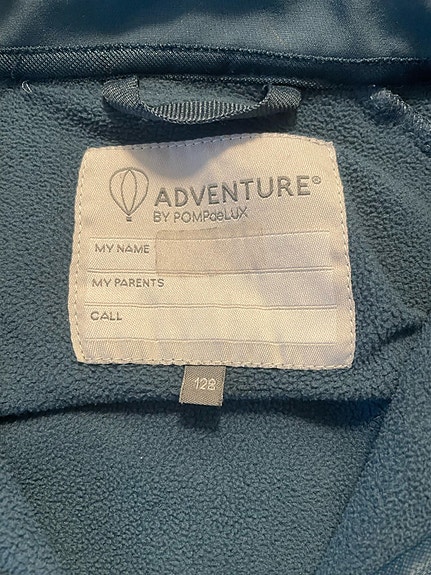 ADVENTURE®
BY POMPdeLUX
MY NAME
MY PARENTS
CALL
128